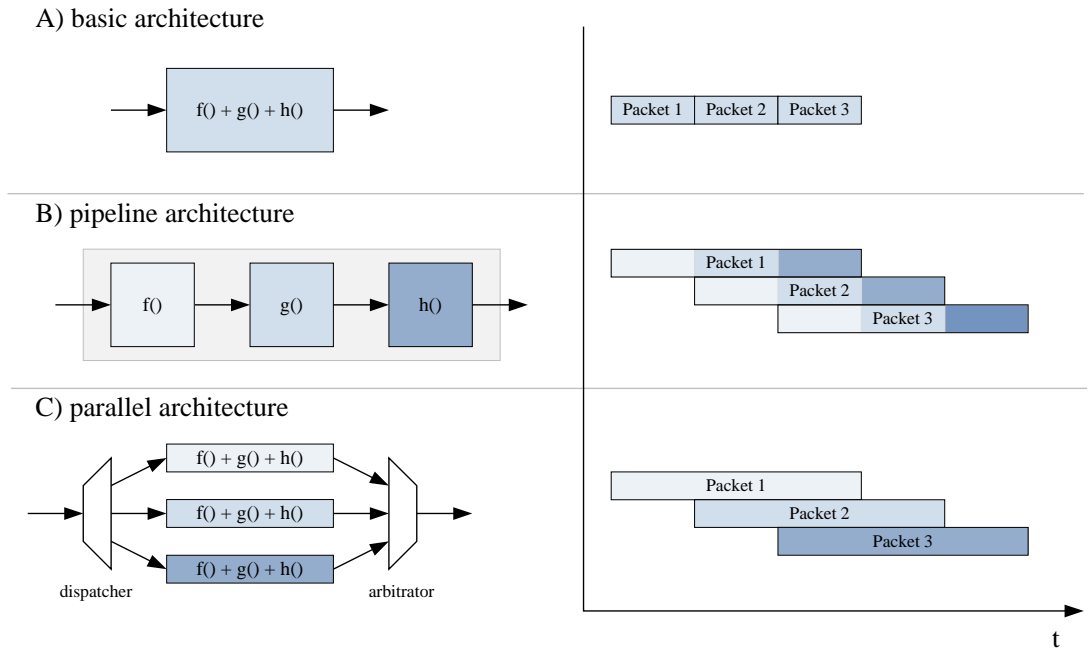 A) basic architecture
f() + g() + h()
Packet 1
Packet 2
Packet 3
B) pipeline architecture
f()
g()
h()
Packet 1
Packet 2
Packet 3
C) parallel architecture
f() + g() + h()
f() + g() + h()
f() + g() + h()
dispatcher
arbitrator
Packet 1
Packet 2
Packet 3
t